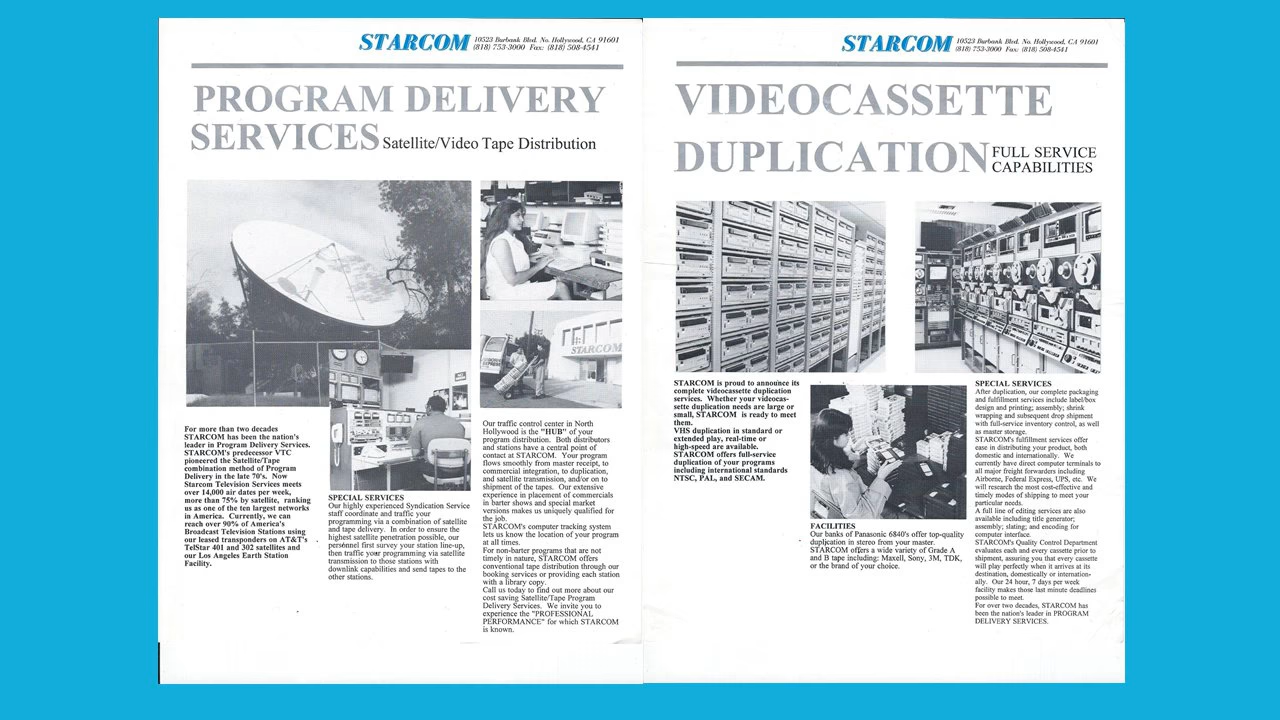 STARCOM 10523 Burbank Blvd. No. Hollywood, CA 91601
(818) 753-3000 Fax: (818) 508-4541
PROGRAM DELIVERY
SERVICES Satellite/Video Tape Distribution
STARCOM
For more than two decades
STARCOM has been the nation's
leader in Program Delivery Services.
STARCOM's predecessor VTC
pioneered the Satellite/Tape
combination method of Program
Delivery in the late 70's. Now
Starcom Television Services meets
over 14,000 air dates per week,
more than 75% by satellite, ranking
us as one of the ten largest networks
in America. Currently, we can
reach over 90% of America's
Broadcast Television Stations using
our leased transponders on AT&T's
TelStar 401 and 302 satellites and
our Los Angeles Earth Station
Facility.
SPECIAL SERVICES
Our highly experienced Syndication Service
staff coordinate and traffic your
programming via a combination of satellite
and tape delivery. In order to ensure the
highest satellite penetration possible, our
personnel first survey your station line-up,
then traffic your programming via satellite
transmission to those stations with
downlink capabilities and send tapes to the
other stations.
Our traffic control center in North
Hollywood is the "HUB" of your
program distribution. Both distributors
and stations have a central point of
contact at STARCOM. Your program
flows smoothly from master receipt, to
commercial integration, to duplication,
and satellite transmission, and/or on to
shipment of the tapes. Our extensive
experience in placement of commercials
in barter shows and special market
versions makes us uniquely qualified for
the job.
STARCOM's computer tracking system
lets us know the location of your program
at all times.
For non-barter programs that are not
timely in nature, STARCOM offers
conventional tape distribution through our
booking services or providing each station
with a library copy.
Call us today to find out more about our
cost saving Satellite/Tape Program
Delivery Services. We invite you to
experience the "PROFESSIONAL
PERFORMANCE" for which STARCOM
is known.
STARCOM 10523 Burbank Blvd. No. Hollywood, CA 91601
(818) 753-3000 Fax: (818) 508-4541
VIDEOCASSETTE
DUPLICATION FULL SERVICE
CAPABILITIES
STARCOM is proud to announce its
complete videocassette duplication
services. Whether your videocas-
sette duplication needs are large or
small, STARCOM is ready to meet
them.
VHS duplication in standard or
extended play, real-time or
high-speed are available.
STARCOM offers full-service
duplication of your programs
including international standards
NTSC, PAL, and SECAM.
FACILITIES
Our banks of Panasonic 6840's offer top-quality
duplication in stereo from your master.
STARCOM offers a wide variety of Grade A
and B tape including: Maxell, Sony, 3M, TDK,
or the brand of your choice.
SPECIAL SERVICES
After duplication, our complete packaging
and fulfillment services include label/box
design and printing; assembly; shrink
wrapping and subsequent drop shipment
with full-service inventory control, as well
as master storage.
STARCOM'S fulfillment services offer
ease in distributing your product, both
domestic and internationally. We
currently have direct computer terminals to
all major freight forwarders including
Airborne, Federal Express, UPS, etc. We
will research the most cost-effective and
timely modes of shipping to meet your
particular needs.
A full line of editing services are also
available including title generator;
assembly; slating; and encoding for
computer interface.
STARCOM'S Quality Control Department
evaluates each and every cassette prior to
shipment, assuring you that every cassette
will play perfectly when it arrives at its
destination, domestically or internation-
ally. Our 24 hour, 7 days per week
facility makes those last minute deadlines
possible to meet.
For over two decades, STARCOM has
been the nation's leader in PROGRAM
DELIVERY SERVICES.